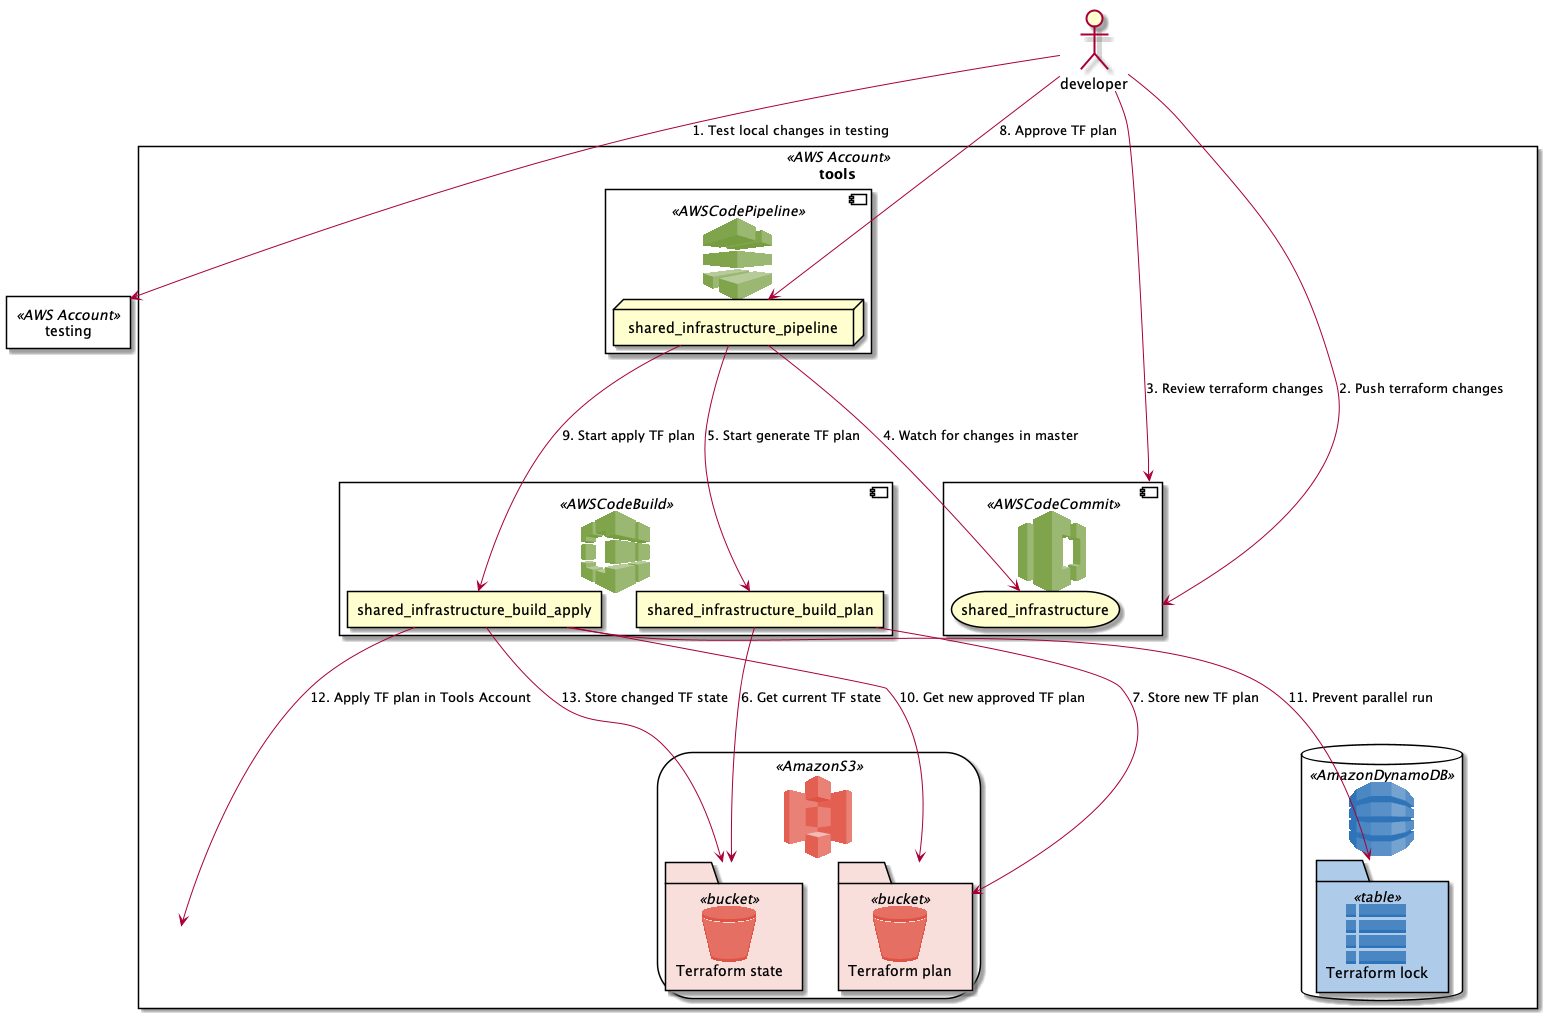 developer
1. Test local changes in testing
8. Approve TF plan
«AWS Account»
tools
«AWSCodePipeline»
shared_infrastructure_pipeline
«AWS Account»
testing
3. Review terraform changes
2. Push terraform changes
9. Start apply TF plan
5. Start generate TF plan
4. Watch for changes in master
«AWSCodeBuild»
«AWSCodeCommit»
shared_infrastructure_build_apply
shared_infrastructure_build_plan
shared_infrastructure
12. Apply TF plan in Tools Account
13. Store changed TF state
6. Get current TF state
10. Get new approved TF plan
7. Store new TF plan
11. Prevent parallel run
«AmazonS3»
«AmazonDynamoDB»
«bucket»
Terraform state
«bucket»
Terraform plan
«table»
Terraform lock